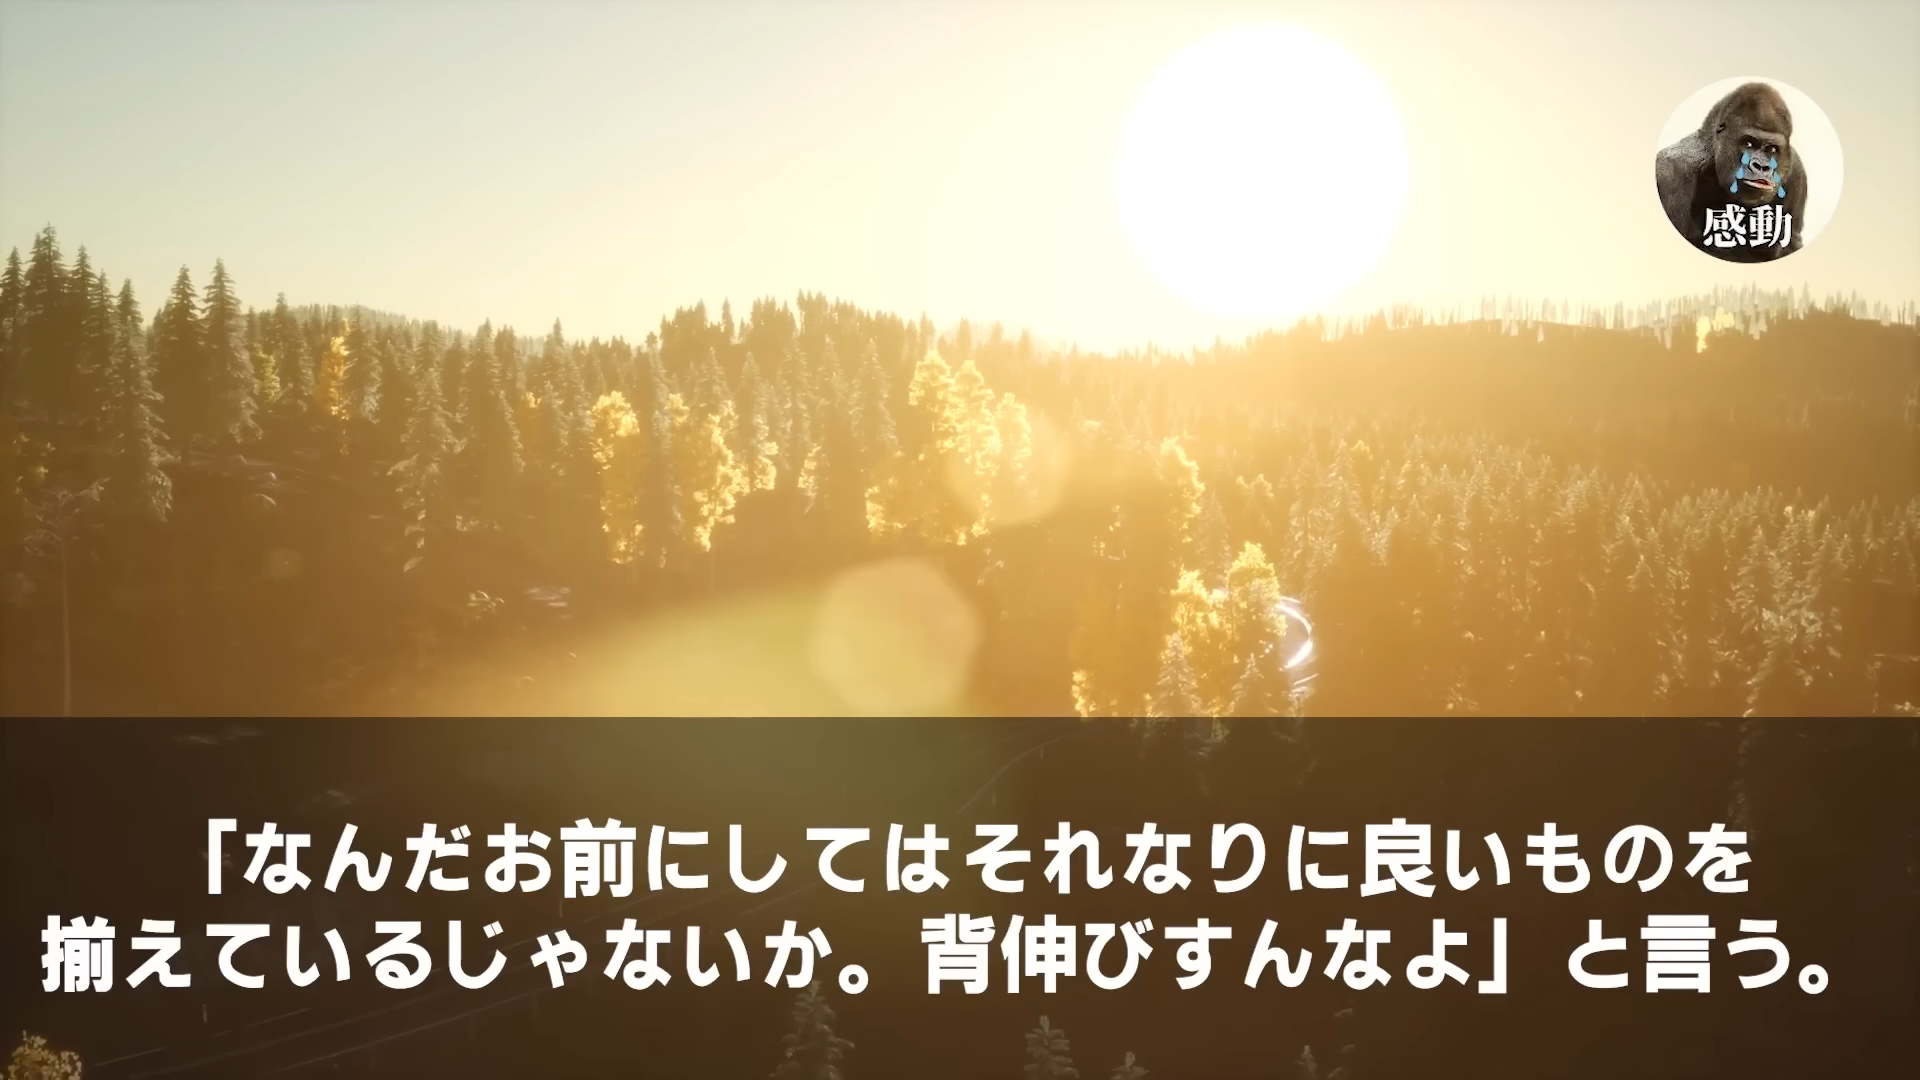 感動
「なんだお前にしてはそれなりに良いものを
揃えているじゃないか。背伸びすんなよ」と言う。